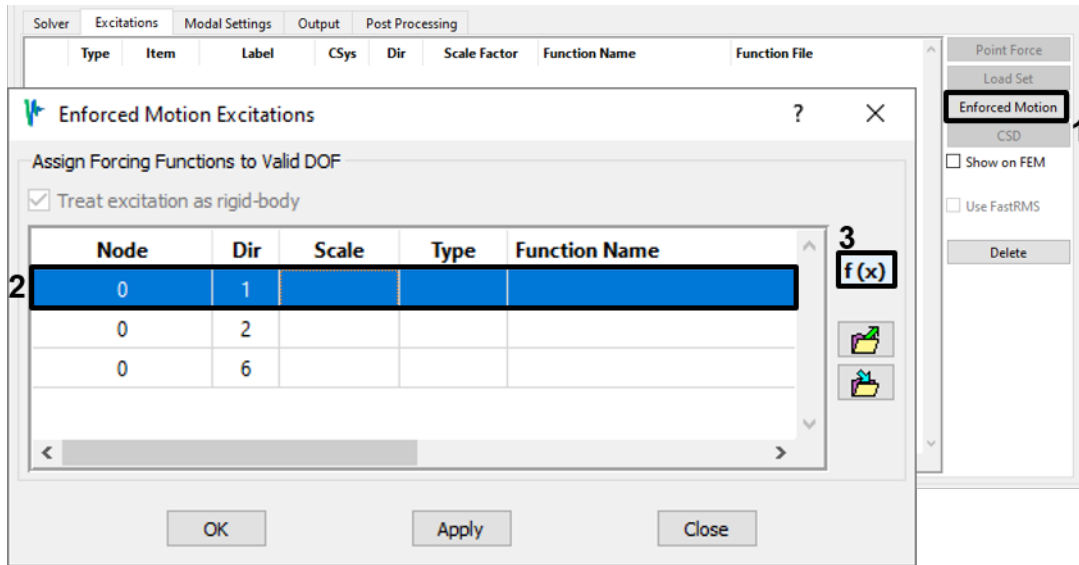 Solver Excitations Modal Settings Output Post Processing
Type Item Label CSys Dir Scale Factor Function Name Function File
Point Force
Load Set
Enforced Motion
1
CSD
Show on FEM
Use FastRMS
Delete
Enforced Motion Excitations ? X
Assign Forcing Functions to Valid DOF
Treat excitation as rigid-body
Node Dir Scale Type Function Name
3
f (x)
2
0 1
0 2
0 6
OK Apply Close